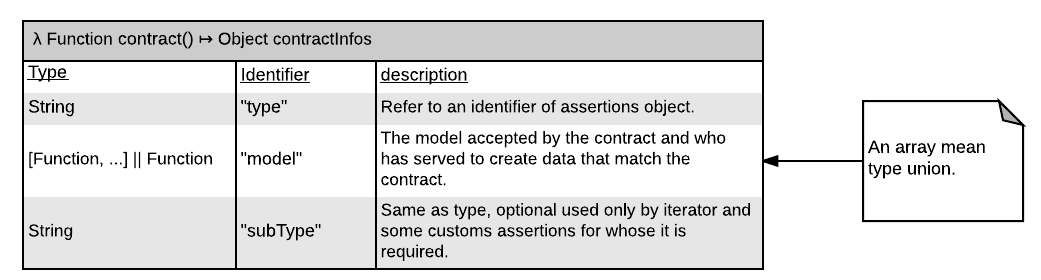 λ Function contract() ↦ Object contractInfos
Type Identifier description
String "type" Refer to an identifier of assertions object.
The model accepted by the contract and who
[Function, ...] || Function "model" has served to create data that match the
contract.
Same as type, optional used only by iterator and
String "subType" some customs assertions for whose it is
required.
An array mean
type union.